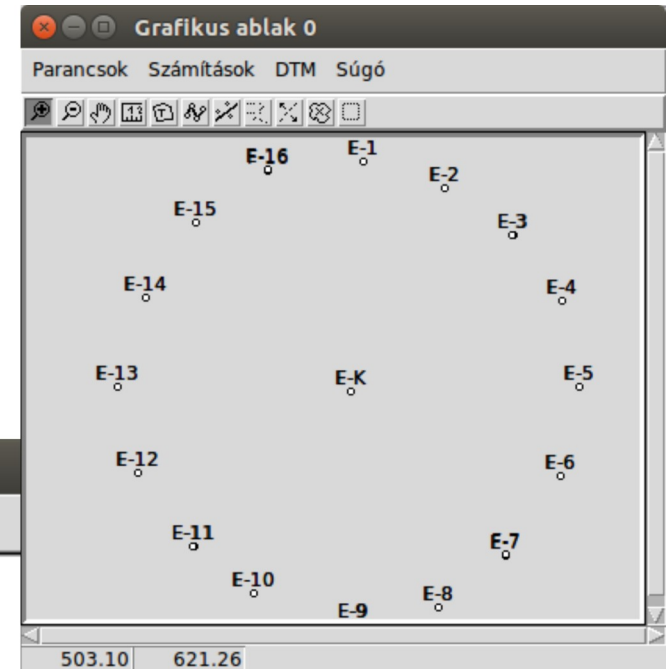 Grafikus ablak 0
Parancsok Számítások DTM Súgó
E-16 E-1
E-2
E-15
E-3
E-14
E-4
E-13 E-K E-5
E-12
E-6
E-11
E-7
E-10
E-8
E-9
503.10 621.26